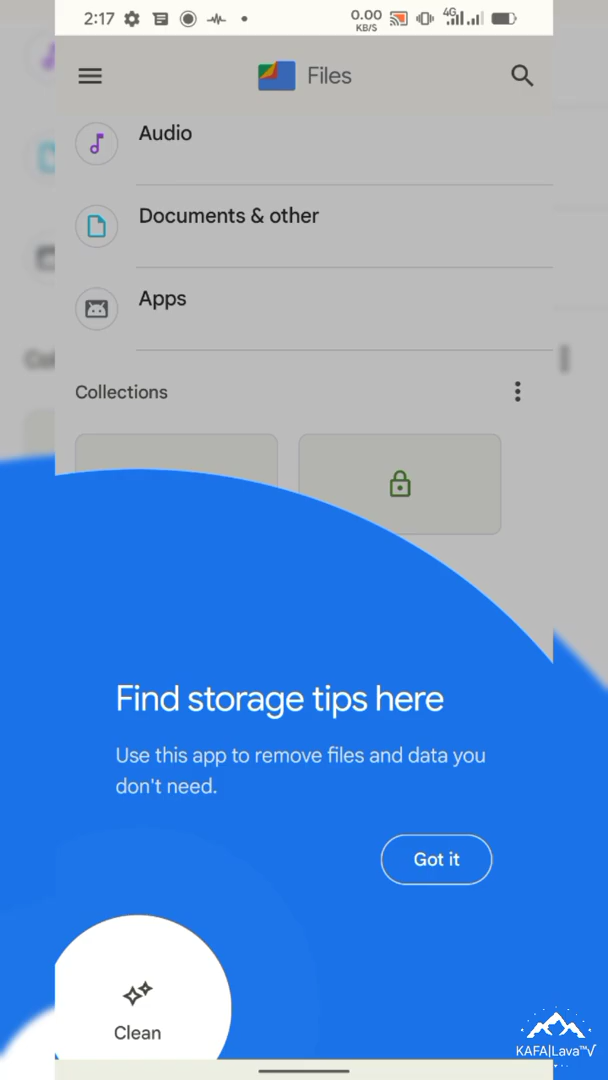 2:17
0.00
KB/S
4G
Files
Audio
Documents & other
Apps
Collections
Find storage tips here
Use this app to remove files and data you
don't need.
Got it
Clean
KAFA|Lava™√